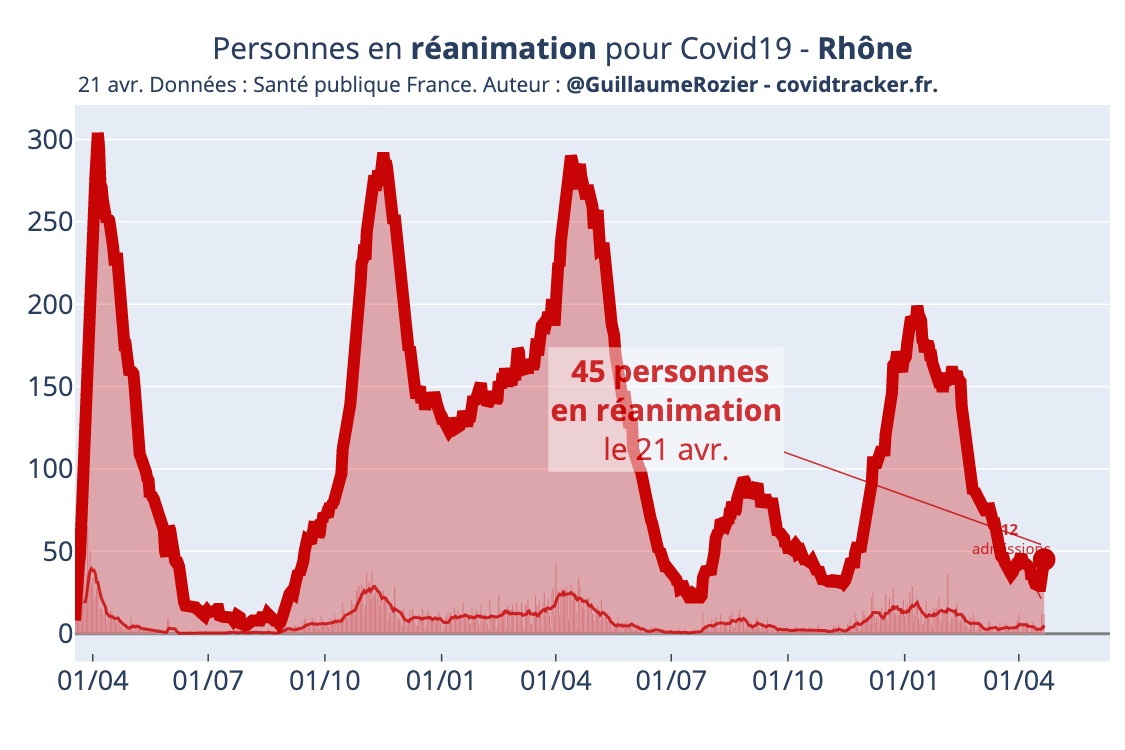 Personnes en réanimation pour Covid19 - Rhône
21 avr. Données : Santé publique France. Auteur : @GuillaumeRozier - covidtracker.fr.
300
250
200
150
100
50
0
45 personnes
en réanimation
le 21 avr.
12
admissions
01/04 01/07 01/10 01/01 01/04 01/07 01/10 01/01 01/04